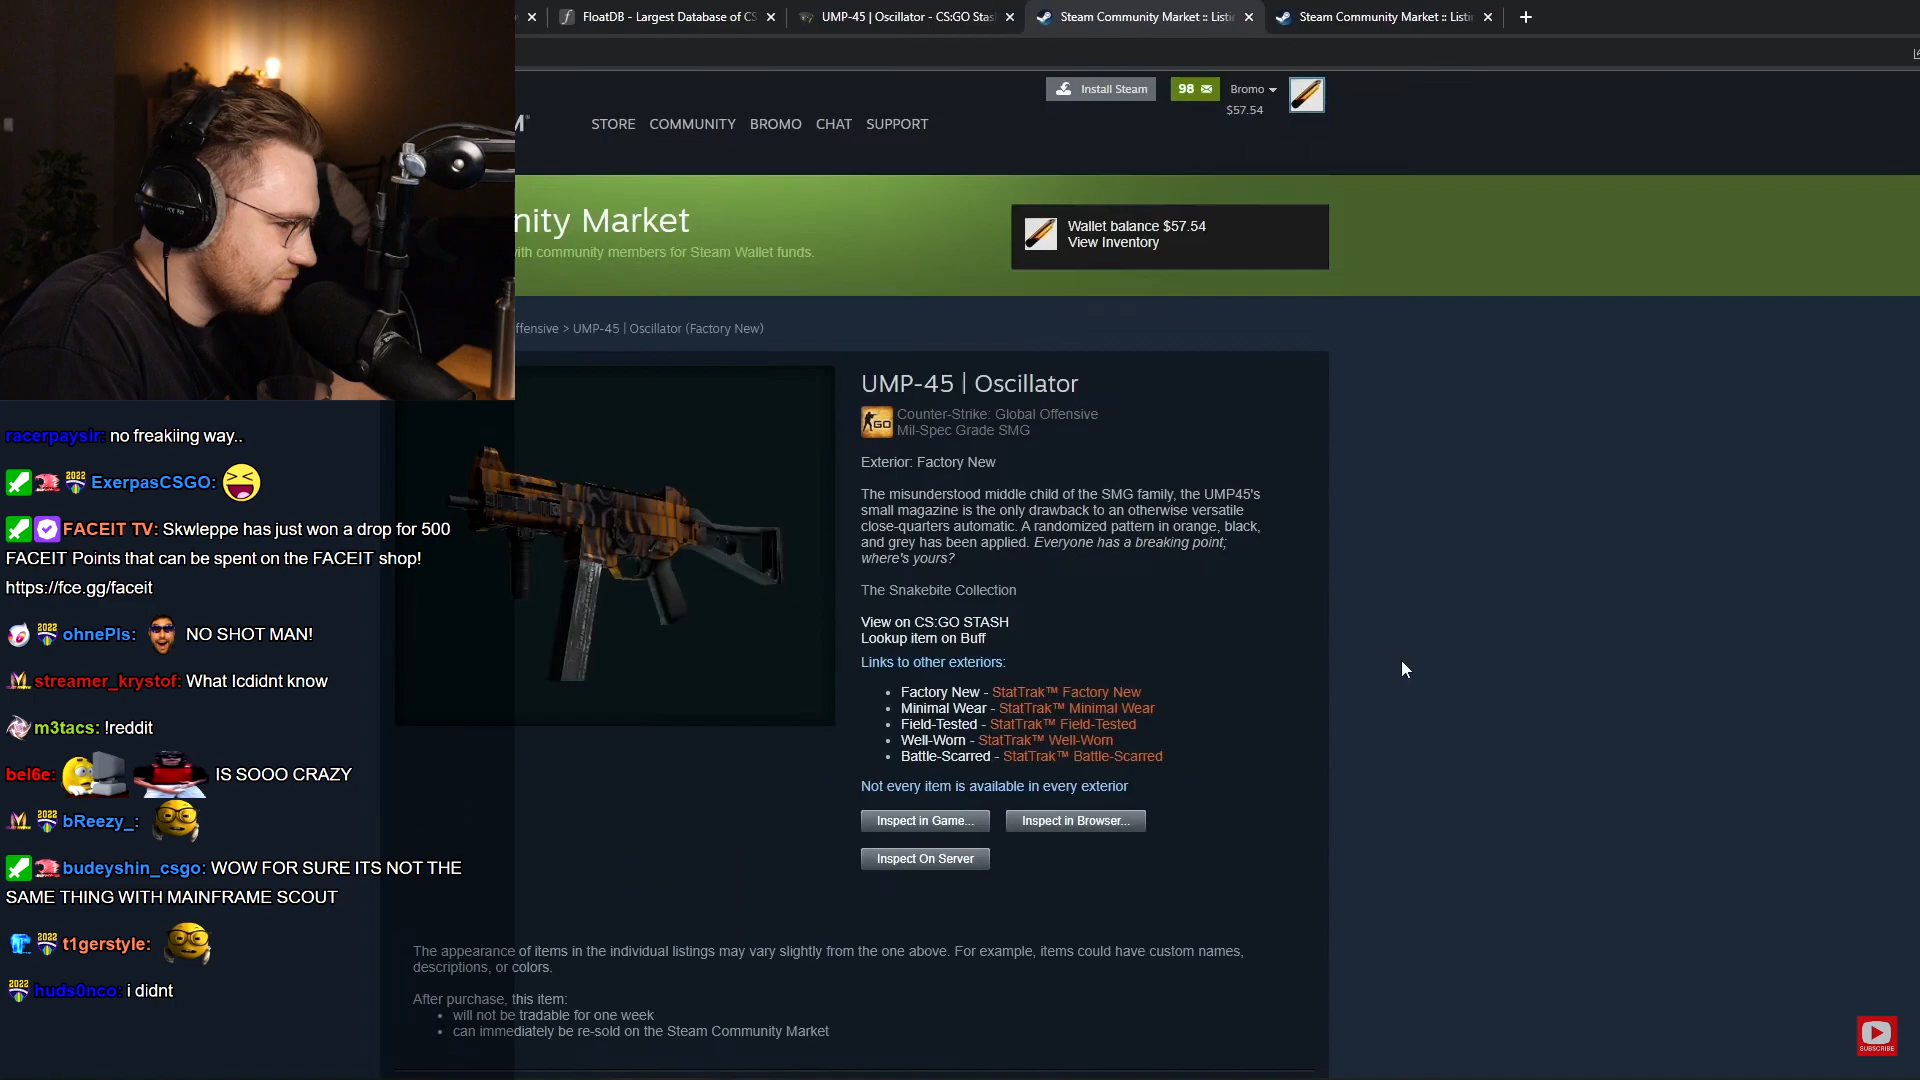 FloatDB - Largest Database of CS
UMP-45 | Oscillator - CS:GO Stas
Steam Community Market :: Listi
Steam Community Market :: Listin
Install Steam
98
Bromo
$57.54
STORE COMMUNITY BROMO CHAT SUPPORT
nity Market
ith community members for Steam Wallet funds.
Wallet balance $57.54
View Inventory
ffensive > UMP-45 | Oscillator (Factory New)
UMP-45 | Oscillator
Counter-Strike: Global Offensive
Mil-Spec Grade SMG
Exterior: Factory New
The misunderstood middle child of the SMG family, the UMP45's
small magazine is the only drawback to an otherwise versatile
close-quarters automatic. A randomized pattern in orange, black,
and grey has been applied. Everyone has a breaking point;
where's yours?
The Snakebite Collection
View on CS:GO STASH
Lookup item on Buff
Links to other exteriors:
Factory New - StatTrak™ Factory New
Minimal Wear - StatTrak™ Minimal Wear
Field-Tested - StatTrak™ Field-Tested
Well-Worn - StatTrak™ Well-Worn
Battle-Scarred - StatTrak™ Battle-Scarred
Not every item is available in every exterior
Inspect in Game... Inspect in Browser...
Inspect On Server
The appearance of items in the individual listings may vary slightly from the one above. For example, items could have custom names,
descriptions, or colors.
After purchase, this item:
will not be tradable for one week
can immediately be re-sold on the Steam Community Market
racerpaysir: no freakiing way..
2022 ExerpasCSGO:
FACEIT TV: Skwleppe has just won a drop for 500
FACEIT Points that can be spent on the FACEIT shop!
https://fce.gg/faceit
2022 ohnePls: NO SHOT MAN!
streamer_krystof: What Icdidnt know
m3tacs: !reddit
bel6e: IS SOOO CRAZY
2022 bReezy_:
budeyshin_csgo: WOW FOR SURE ITS NOT THE
SAME THING WITH MAINFRAME SCOUT
2022 t1gerstyle:
2022 huds0nco: i didnt
SUBSCRIBE